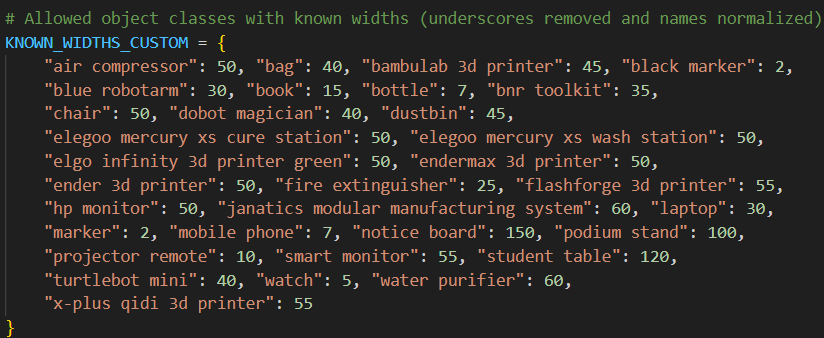 # Allowed object classes with known widths (underscores removed and names normalized)
KNOWN_WIDTHS_CUSTOM = {
    "air compressor": 50, "bag": 40, "bambulab 3d printer": 45, "black marker": 2,
    "blue robotarm": 30, "book": 15, "bottle": 7, "bnr toolkit": 35,
    "chair": 50, "dobot magician": 40, "dustbin": 45,
    "elegoo mercury xs cure station": 50, "elegoo mercury xs wash station": 50,
    "elgo infinity 3d printer green": 50, "endermax 3d printer": 50,
    "ender 3d printer": 50, "fire extinguisher": 25, "flashforge 3d printer": 55,
    "hp monitor": 50, "janatics modular manufacturing system": 60, "laptop": 30,
    "marker": 2, "mobile phone": 7, "notice board": 150, "podium stand": 100,
    "projector remote": 10, "smart monitor": 55, "student table": 120,
    "turtlebot mini": 40, "watch": 5, "water purifier": 60,
    "x-plus qidi 3d printer": 55
}